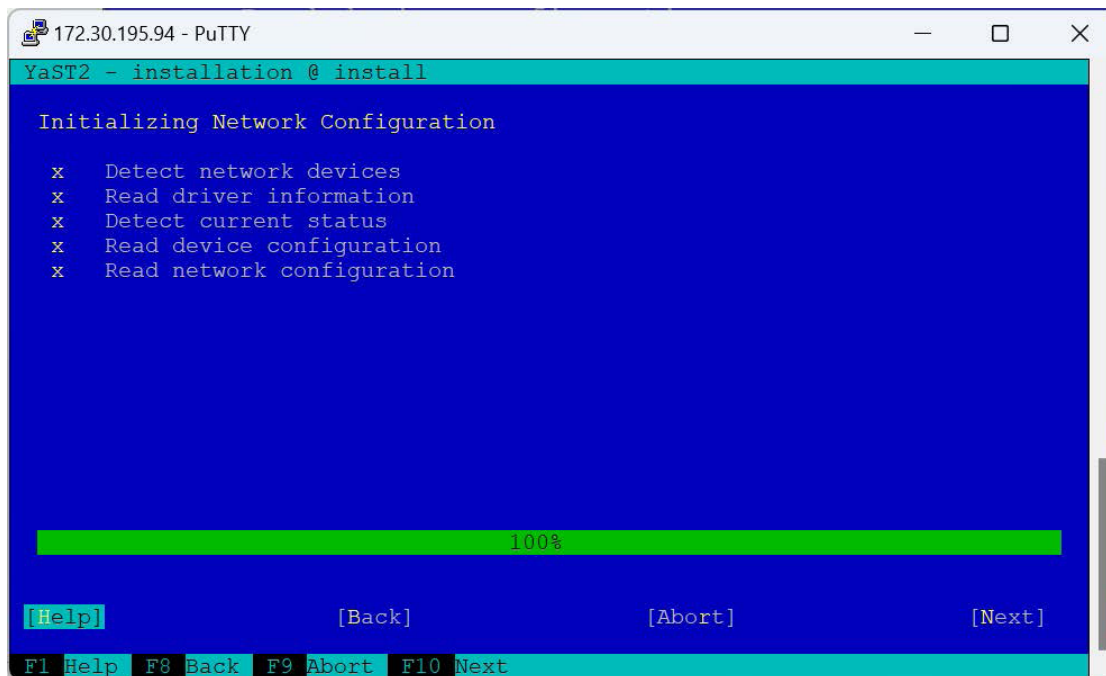 172.30.195.94 - PuTTY
YaST2 - installation @ install
Initializing Network Configuration
x Detect network devices
x Read driver information
x Detect current status
x Read device configuration
x Read network configuration
100%
[Help] [Back] [Abort] [Next]
F1 Help F8 Back F9 Abort F10 Next